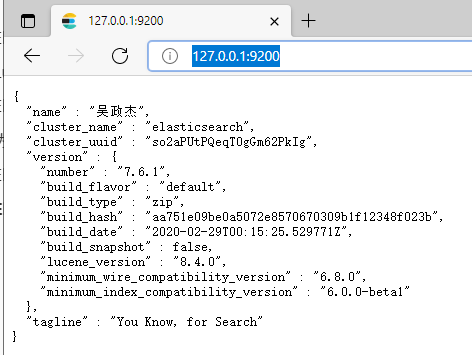 127.0.0.1:9200
127.0.0.1:9200
{
  "name" : "吴政杰",
  "cluster_name" : "elasticsearch",
  "cluster_uuid" : "so2aPUtPQeqT0gGm62PkIg",
  "version" : {
    "number" : "7.6.1",
    "build_flavor" : "default",
    "build_type" : "zip",
    "build_hash" : "aa751e09be0a5072e8570670309b1f12348f023b",
    "build_date" : "2020-02-29T00:15:25.529771Z",
    "build_snapshot" : false,
    "lucene_version" : "8.4.0",
    "minimum_wire_compatibility_version" : "6.8.0",
    "minimum_index_compatibility_version" : "6.0.0-beta1"
  },
  "tagline" : "You Know, for Search"
}